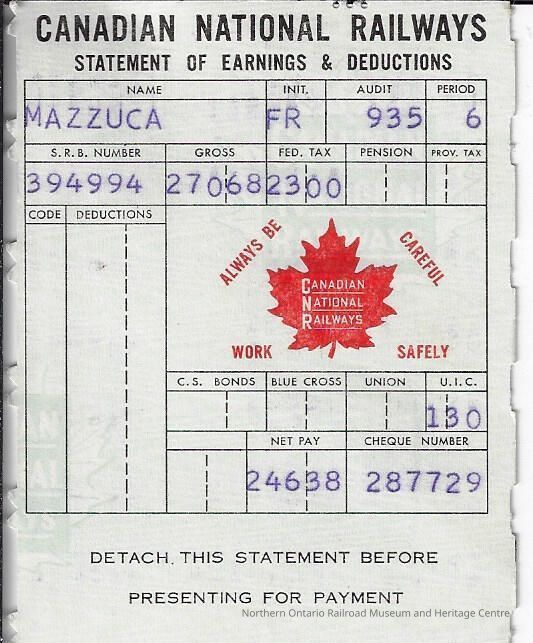 CANADIAN NATIONAL RAILWAYS
STATEMENT OF EARNINGS & DEDUCTIONS
NAME INIT. AUDIT PERIOD
MAZZUCA FR 935 6
S.R.B. NUMBER GROSS FED. TAX PENSION PROV. TAX
394994 27068 2300
CODE DEDUCTIONS
ALWAYS BE CAREFUL
CANADIAN
NATIONAL
RAILWAYS
WORK SAFELY
C.S. BONDS BLUE CROSS UNION U.I.C.
130
NET PAY CHEQUE NUMBER
24638 287729
DETACH THIS STATEMENT BEFORE
PRESENTING FOR PAYMENT
Northern Ontario Railroad Museum and Heritage Centre